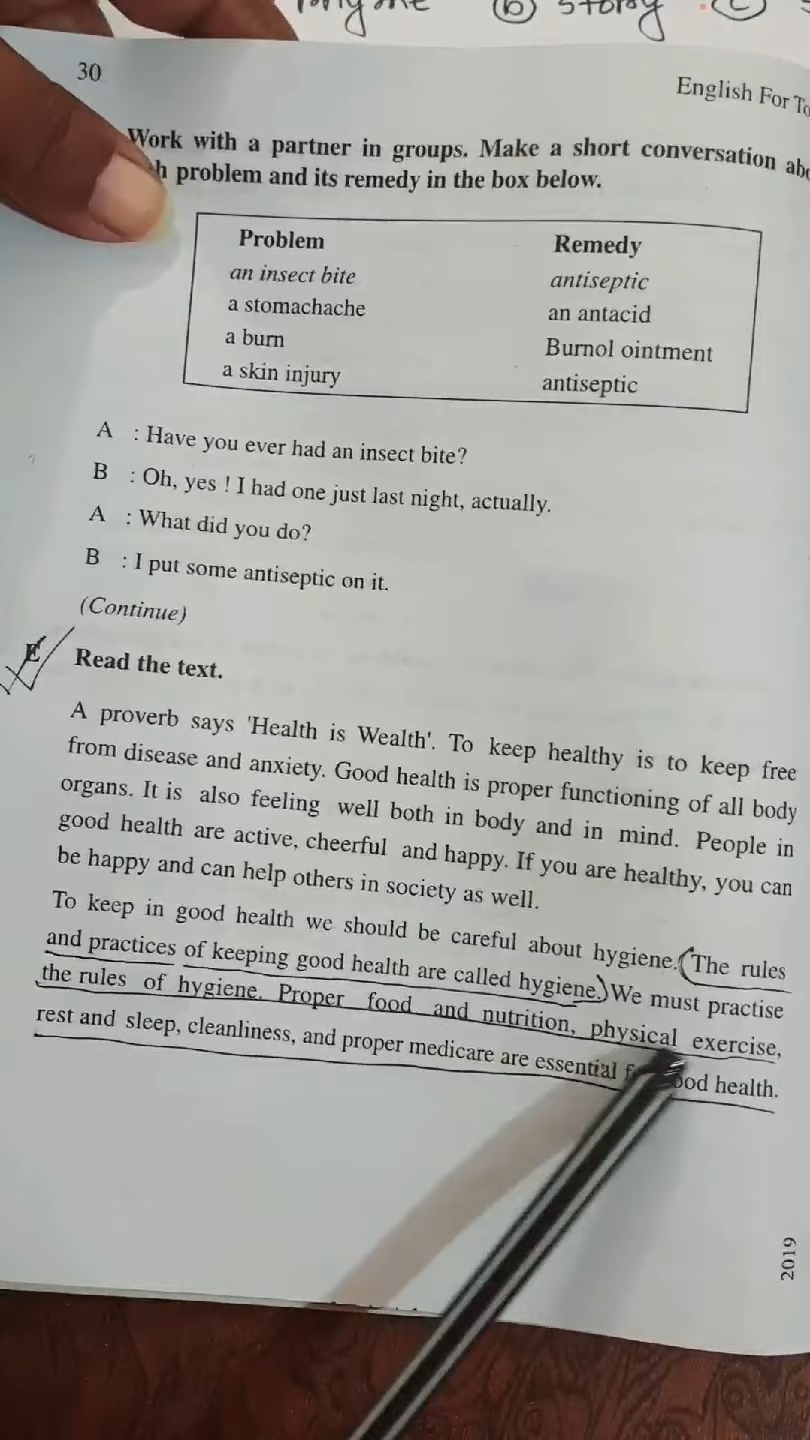 (b) story (c)
30
English For
Work with a partner in groups. Make a short conversation
problem and its remedy in the box below.
Problem Remedy
an insect bite antiseptic
a stomachache an antacid
a burn Burnol ointment
a skin injury antiseptic
A : Have you ever had an insect bite?
B : Oh, yes ! I had one just last night, actually.
A : What did you do?
B : I put some antiseptic on it.
(Continue)
E Read the text.
A proverb says 'Health is Wealth'. To keep healthy is to keep free
from disease and anxiety. Good health is proper functioning of all body
organs. It is also feeling well both in body and in mind. People in
good health are active, cheerful and happy. If you are healthy, you can
be happy and can help others in society as well.
To keep in good health we should be careful about hygiene. (The rules
and practices of keeping good health are called hygiene.) We must practise
the rules of hygiene. Proper food and nutrition, physical exercise,
rest and sleep, cleanliness, and proper medicare are essential health.
2019